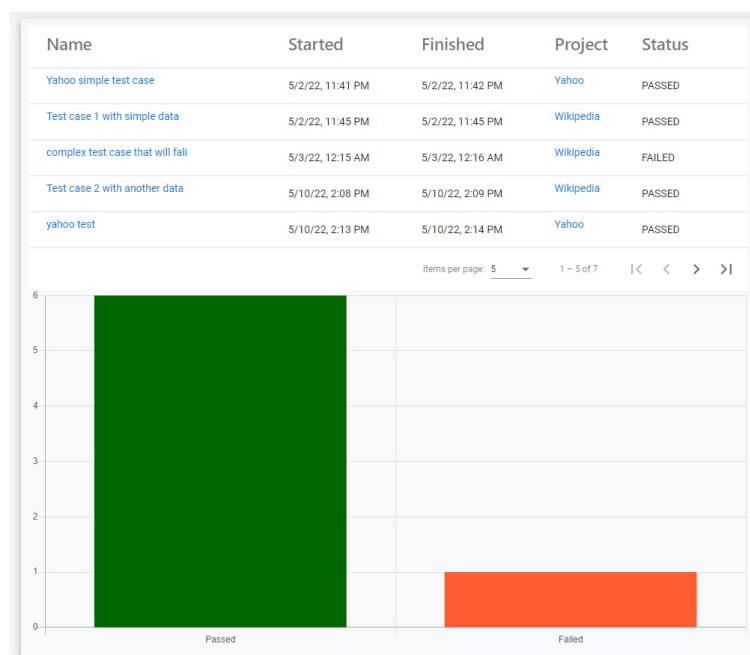 Name Started Finished Project Status
Yahoo simple test case 5/2/22, 11:41 PM 5/2/22, 11:42 PM Yahoo PASSED
Test case 1 with simple data 5/2/22, 11:45 PM 5/2/22, 11:45 PM Wikipedia PASSED
complex test case that will fali 5/3/22, 12:15 AM 5/3/22, 12:16 AM Wikipedia FAILED
Test case 2 with another data 5/10/22, 2:08 PM 5/10/22, 2:09 PM Wikipedia PASSED
yahoo test 5/10/22, 2:13 PM 5/10/22, 2:14 PM Yahoo PASSED
Items per page: 5 1 – 5 of 7
6
5
4
3
2
1
0
Passed Failed